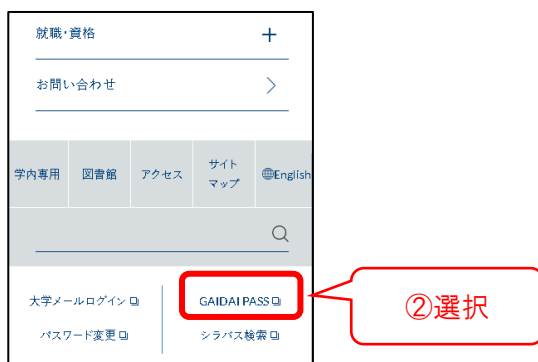 就職・資格
お問い合わせ
学内専用 図書館 アクセス サイトマップ English
大学メールログイン GAIDAI PASS
パスワード変更 シラバス検索
②選択